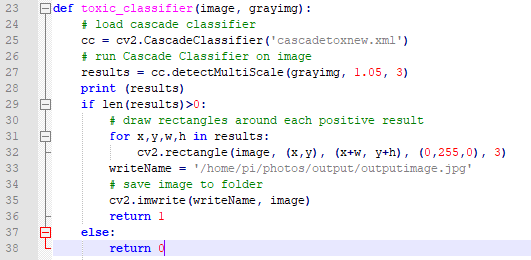 23 def toxic_classifier(image, grayimg):
24     # load cascade classifier
25     cc = cv2.CascadeClassifier('cascadetoxnew.xml')
26     # run Cascade Classifier on image
27     results = cc.detectMultiScale(grayimg, 1.05, 3)
28     print (results)
29     if len(results)>0:
30         # draw rectangles around each positive result
31         for x,y,w,h in results:
32             cv2.rectangle(image, (x,y), (x+w, y+h), (0,255,0), 3)
33         writeName = '/home/pi/photos/output/outputimage.jpg'
34         # save image to folder
35         cv2.imwrite(writeName, image)
36         return 1
37     else:
38         return 0